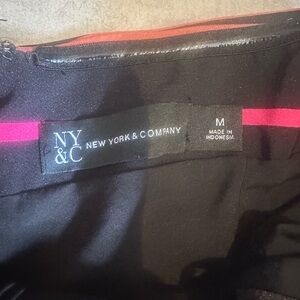 NY
&C
NEW YORK & COMPANY
M
MADE IN
INDONESIA